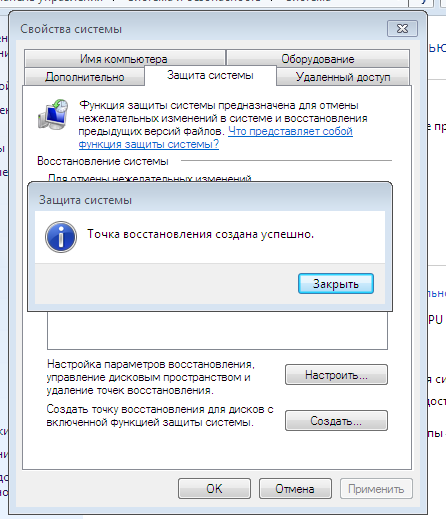 Свойства системы
Имя компьютера
Оборудование
Дополнительно
Защита системы
Удаленный доступ
Функция защиты системы предназначена для отмены
нежелательных изменений в системе и восстановления
предыдущих версий файлов. Что представляет собой
функция защиты системы?
Восстановление системы
Для отмены нежелательных изменений
Защита системы
Точка восстановления создана успешно.
Закрыть
Настройка параметров восстановления,
управление дисковым пространством и
удаление точек восстановления.
Настроить...
Создать точку восстановления для дисков с
включенной функцией защиты системы.
Создать...
OK
Отмена
Применить
PU